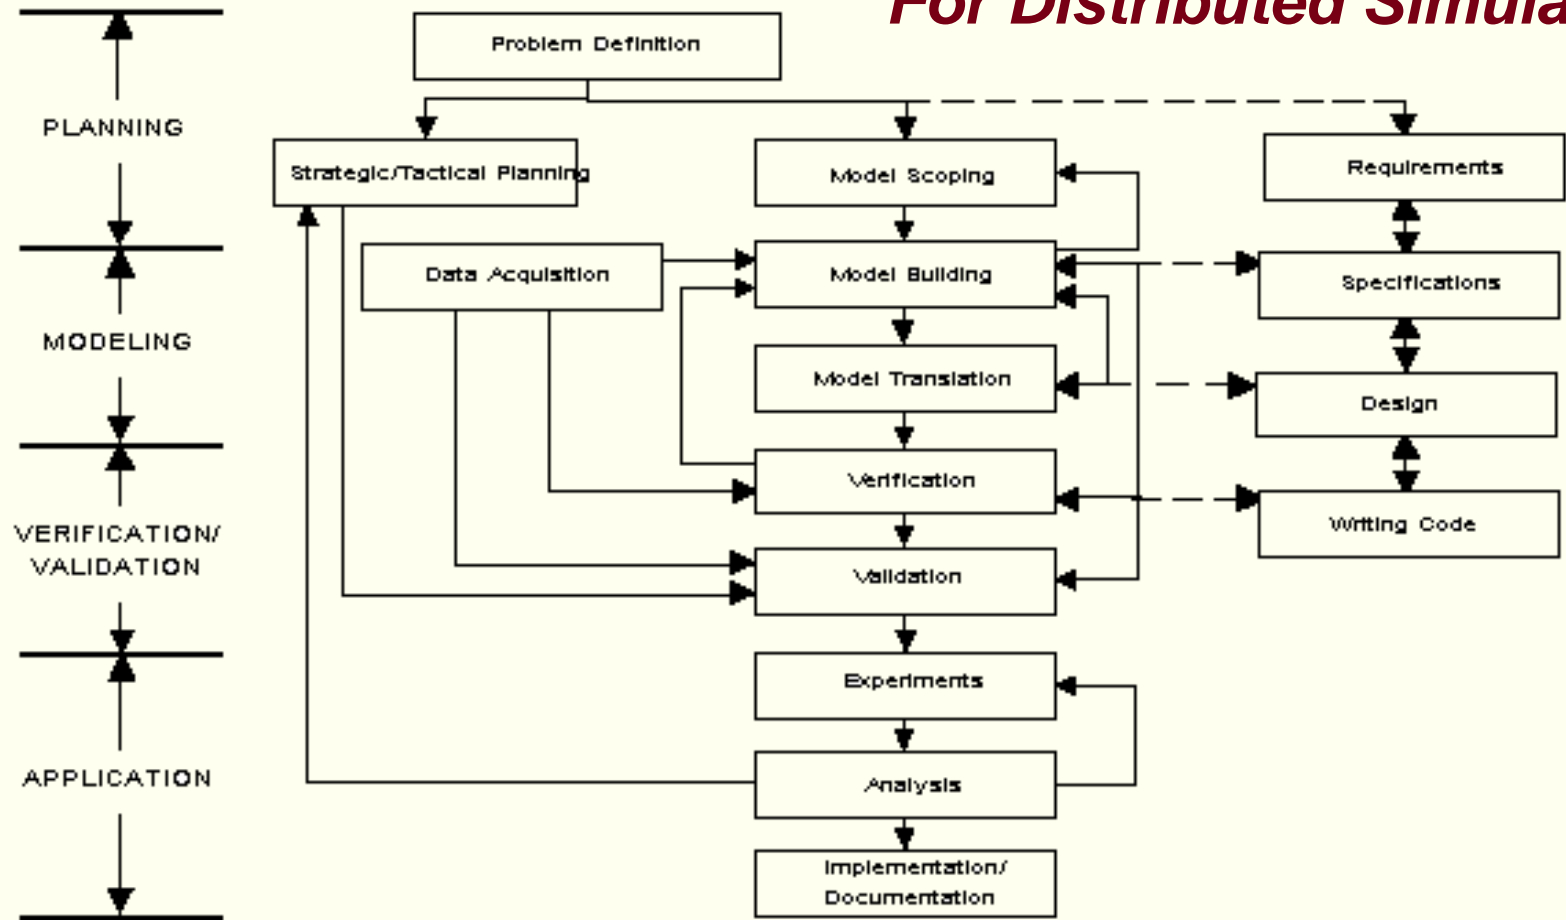 For Distributed Simula
Problem Definition
PLANNING
Strategic/Tactical Planning
Model Scoping
Requirements
Data Acquisition
Model Building
Specifications
MODELING
Model Translation
Design
Verification
Writing Code
VERIFICATION/
VALIDATION
Validation
Experiments
APPLICATION
Analysis
Implementation/
Documentation